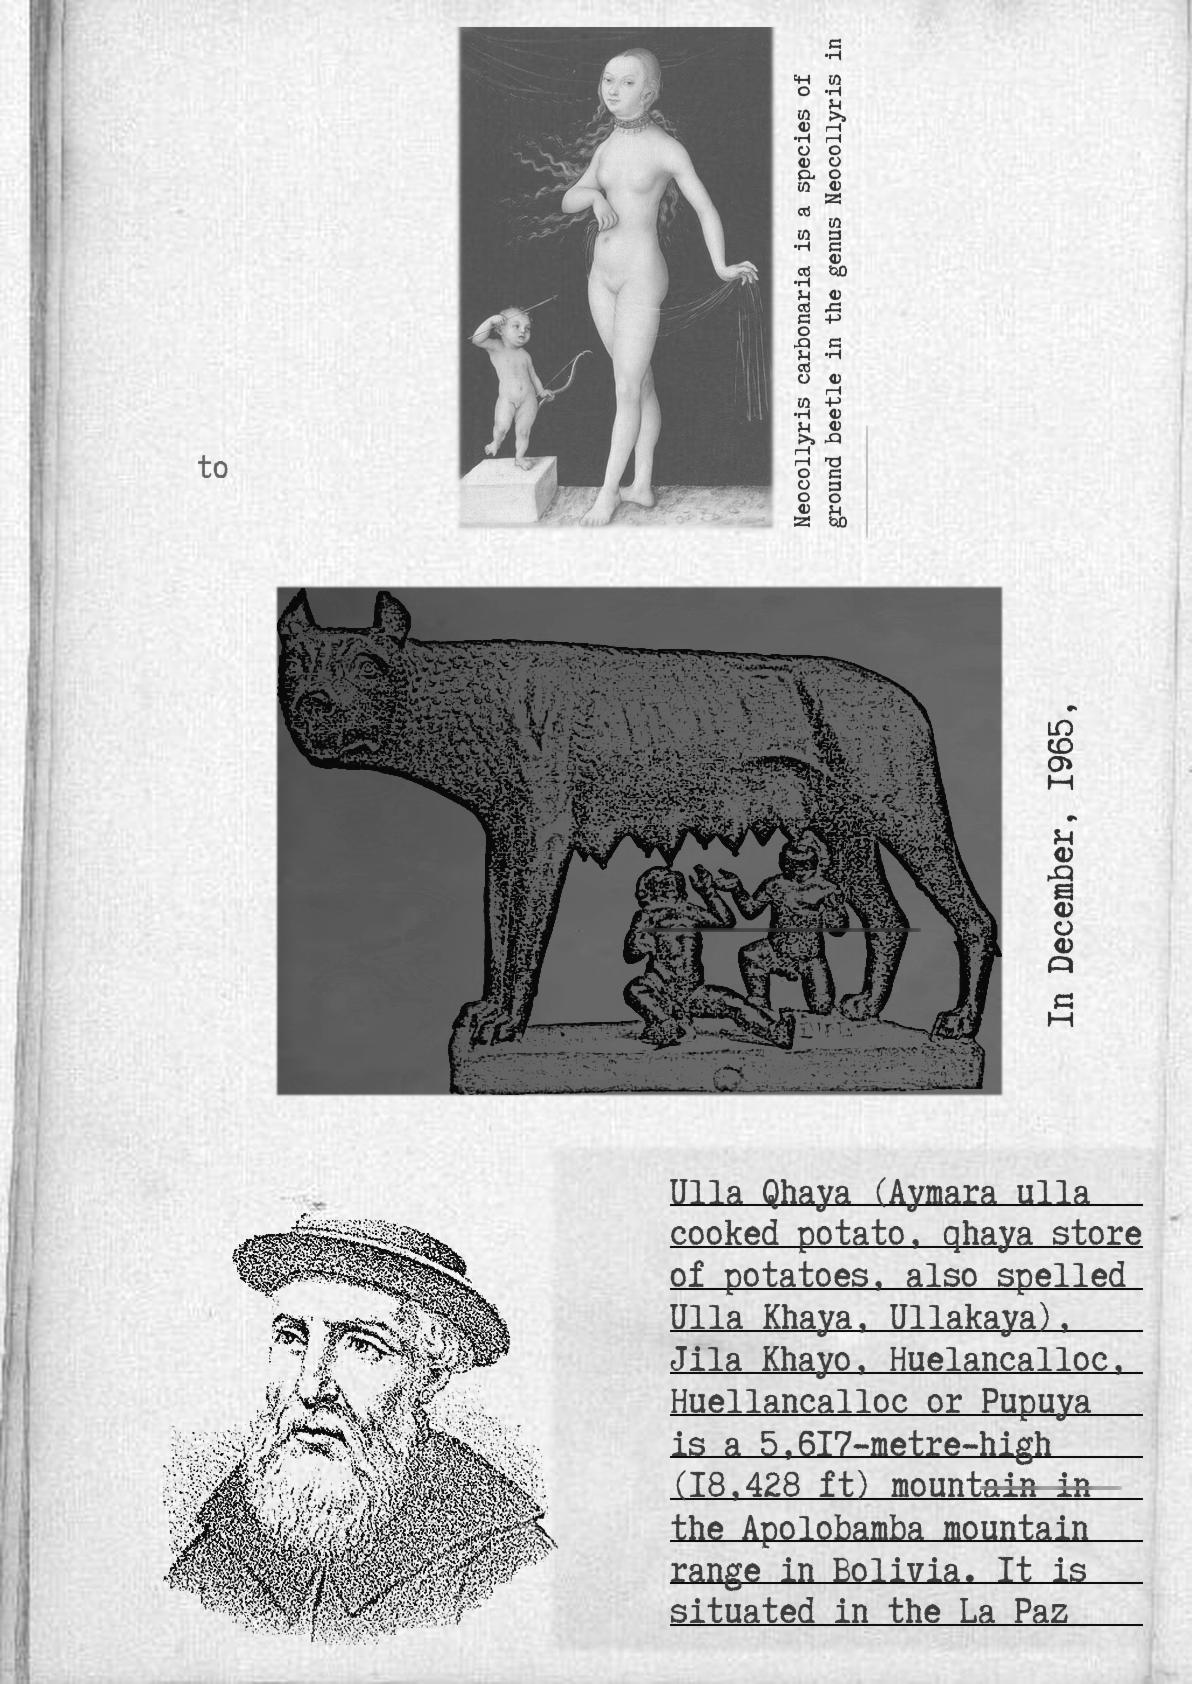 Neocollyris carbonaria is a species of
ground beetle in the genus Neocollyris in
to
In December, 1965,
Ulla Qhaya (Aymara ulla
cooked potato, qhaya store
of potatoes, also spelled
Ulla Khaya, Ullakaya),
Jila Khayo, Huelancalloc,
Huellancalloc or Pupuya
is a 5,617-metre-high
(18,428 ft) mountain in
the Apolobamba mountain
range in Bolivia. It is
situated in the La Paz